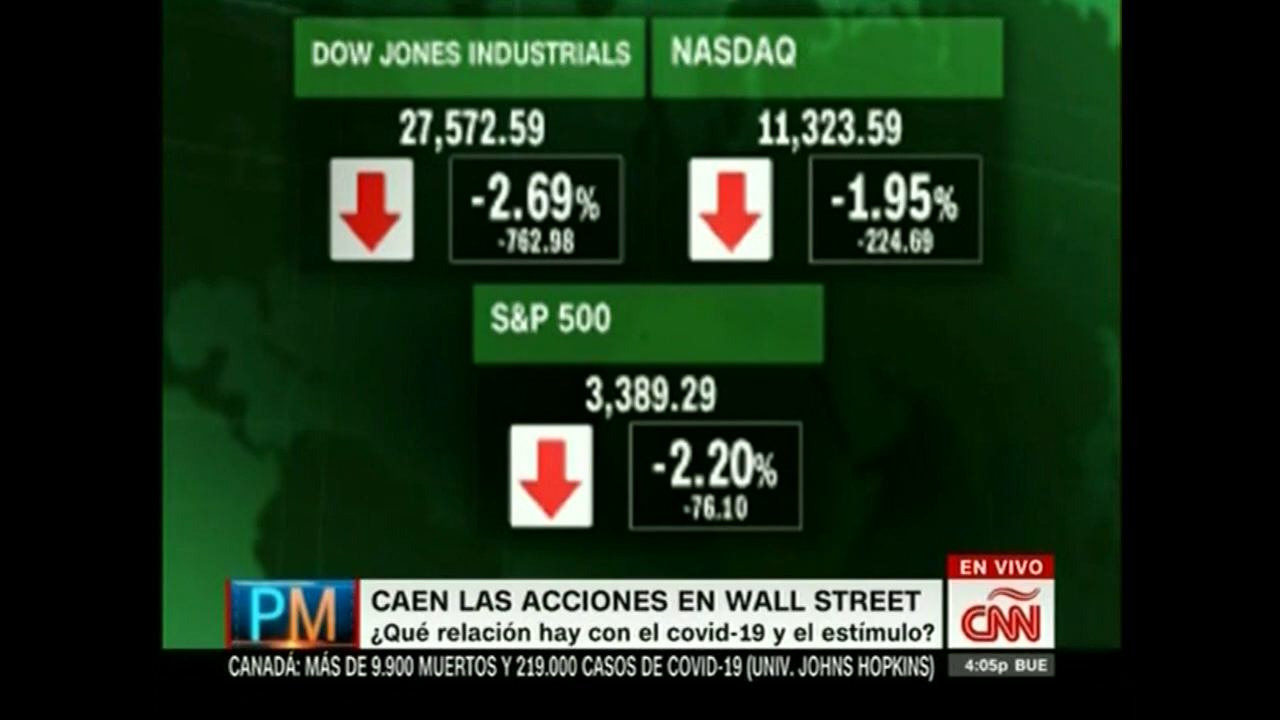 DOW JONES INDUSTRIALS
27,572.59
-2.69%
-762.98
NASDAQ
11,323.59
-1.95%
-224.69
S&P 500
3,389.29
-2.20%
-76.10
EN VIVO
PM
CAEN LAS ACCIONES EN WALL STREET
¿Qué relación hay con el covid-19 y el estímulo?
CNN
CANADÁ: MÁS DE 9.900 MUERTOS Y 219.000 CASOS DE COVID-19 (UNIV. JOHNS HOPKINS)
4:05p BUE